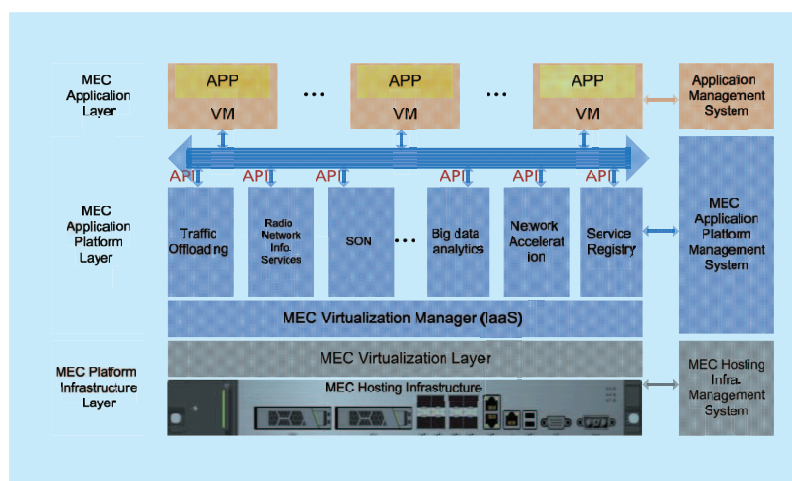 MEC
Application
Layer
APP
VM
...
APP
VM
...
APP
VM
Application
Management
System
API
API
API
API
API
API
MEC
Application
Platform
Layer
Traffic
Offloading
Radio
Network
Info.
Services
SON
...
Big data
analytics
Network
Accelerat
ion
Service
Registry
MEC
Application
Platform
Management
System
MEC Virtualization Manager (IaaS)
MEC Platform
Infrastructure
Layer
MEC Virtualization Layer
MEC Hosting Infrastructure
MEC Hosting
Infra.
Management
System